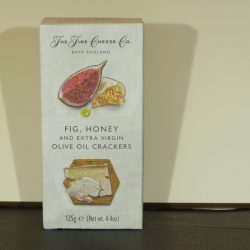 THE FINE CHEESE CO.
BATH ENGLAND
FIG, HONEY
AND EXTRA VIRGIN
OLIVE OIL CRACKERS
125g e (Net wt. 4.4oz)